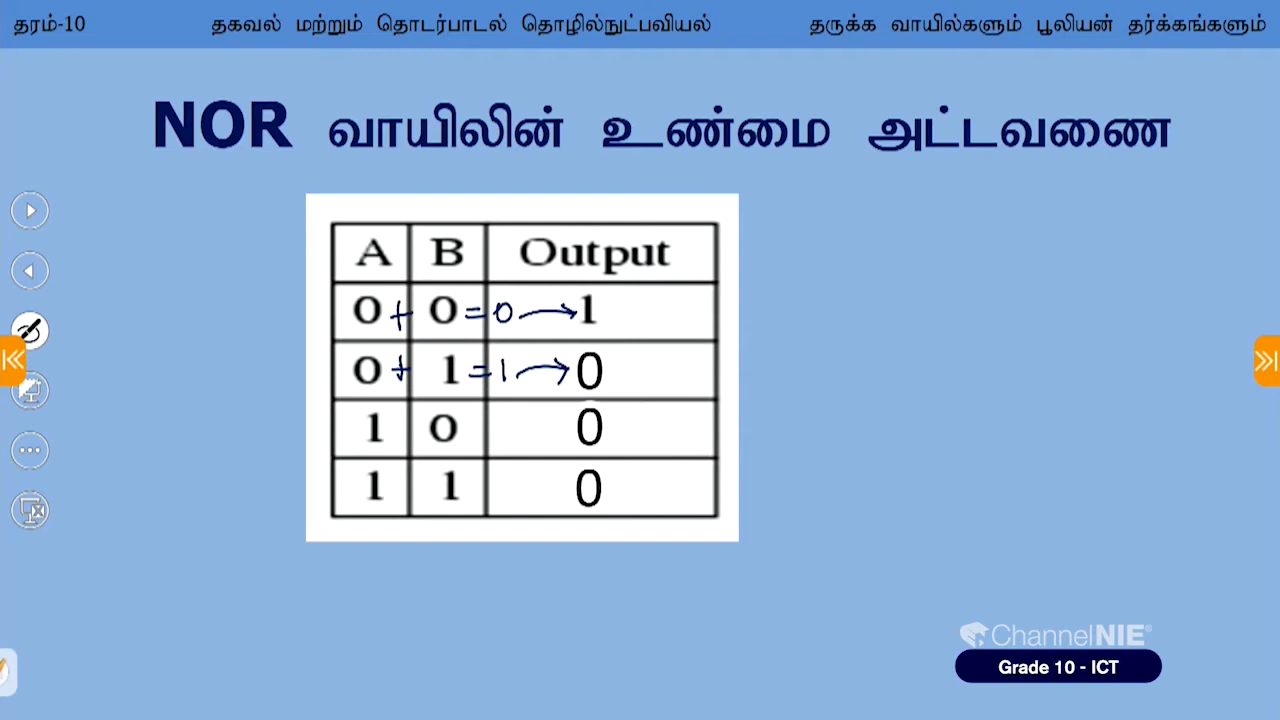 தரம்-10 தகவல் மற்றும் தொடர்பாடல் தொழில்நுட்பவியல் தருக்க வாயில்களும் பூலியன் தர்க்கங்களும்
NOR வாயிலின் உண்மை அட்டவணை
A B Output
0 + 0 = 0 → 1
0 + 1 = 1 → 0
1 0 0
1 1 0
ChannelNIE®
Grade 10 - ICT